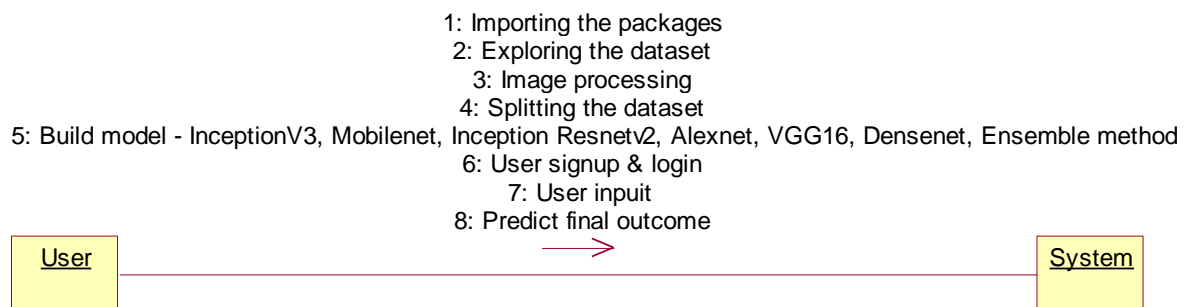 1: Importing the packages
2: Exploring the dataset
3: Image processing
4: Splitting the dataset
5: Build model - InceptionV3, Mobilenet, Inception Resnetv2, Alexnet, VGG16, Densenet, Ensemble method
6: User signup & login
7: User inpuit
8: Predict final outcome
User
System